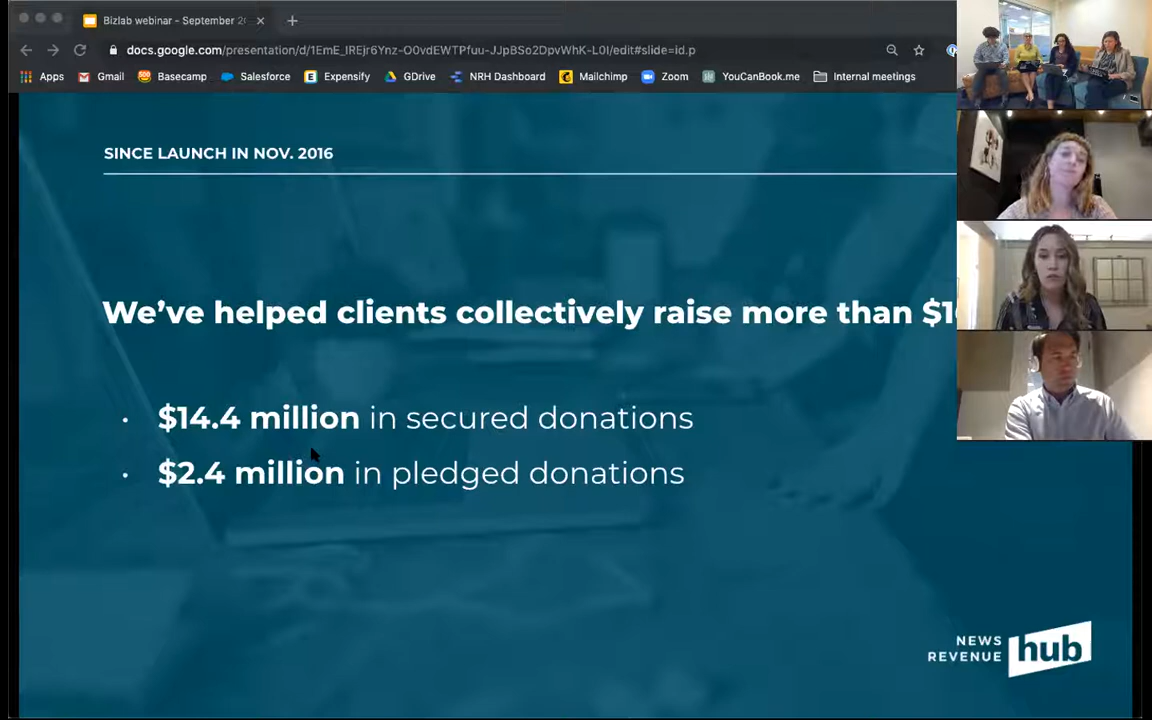 Bizlab webinar - September
docs.google.com/presentation/d/1EmE_IREjr6Ynz-O0vdEWTPfuu-JJpBSo2DpvWhK-L0I/edit#slide=id.p
Apps Gmail Basecamp Salesforce Expensify GDrive NRH Dashboard Mailchimp Zoom YouCanBook.me Internal meetings
SINCE LAUNCH IN NOV. 2016
We’ve helped clients collectively raise more than
• $14.4 million in secured donations
• $2.4 million in pledged donations
NEWS
REVENUE
hub